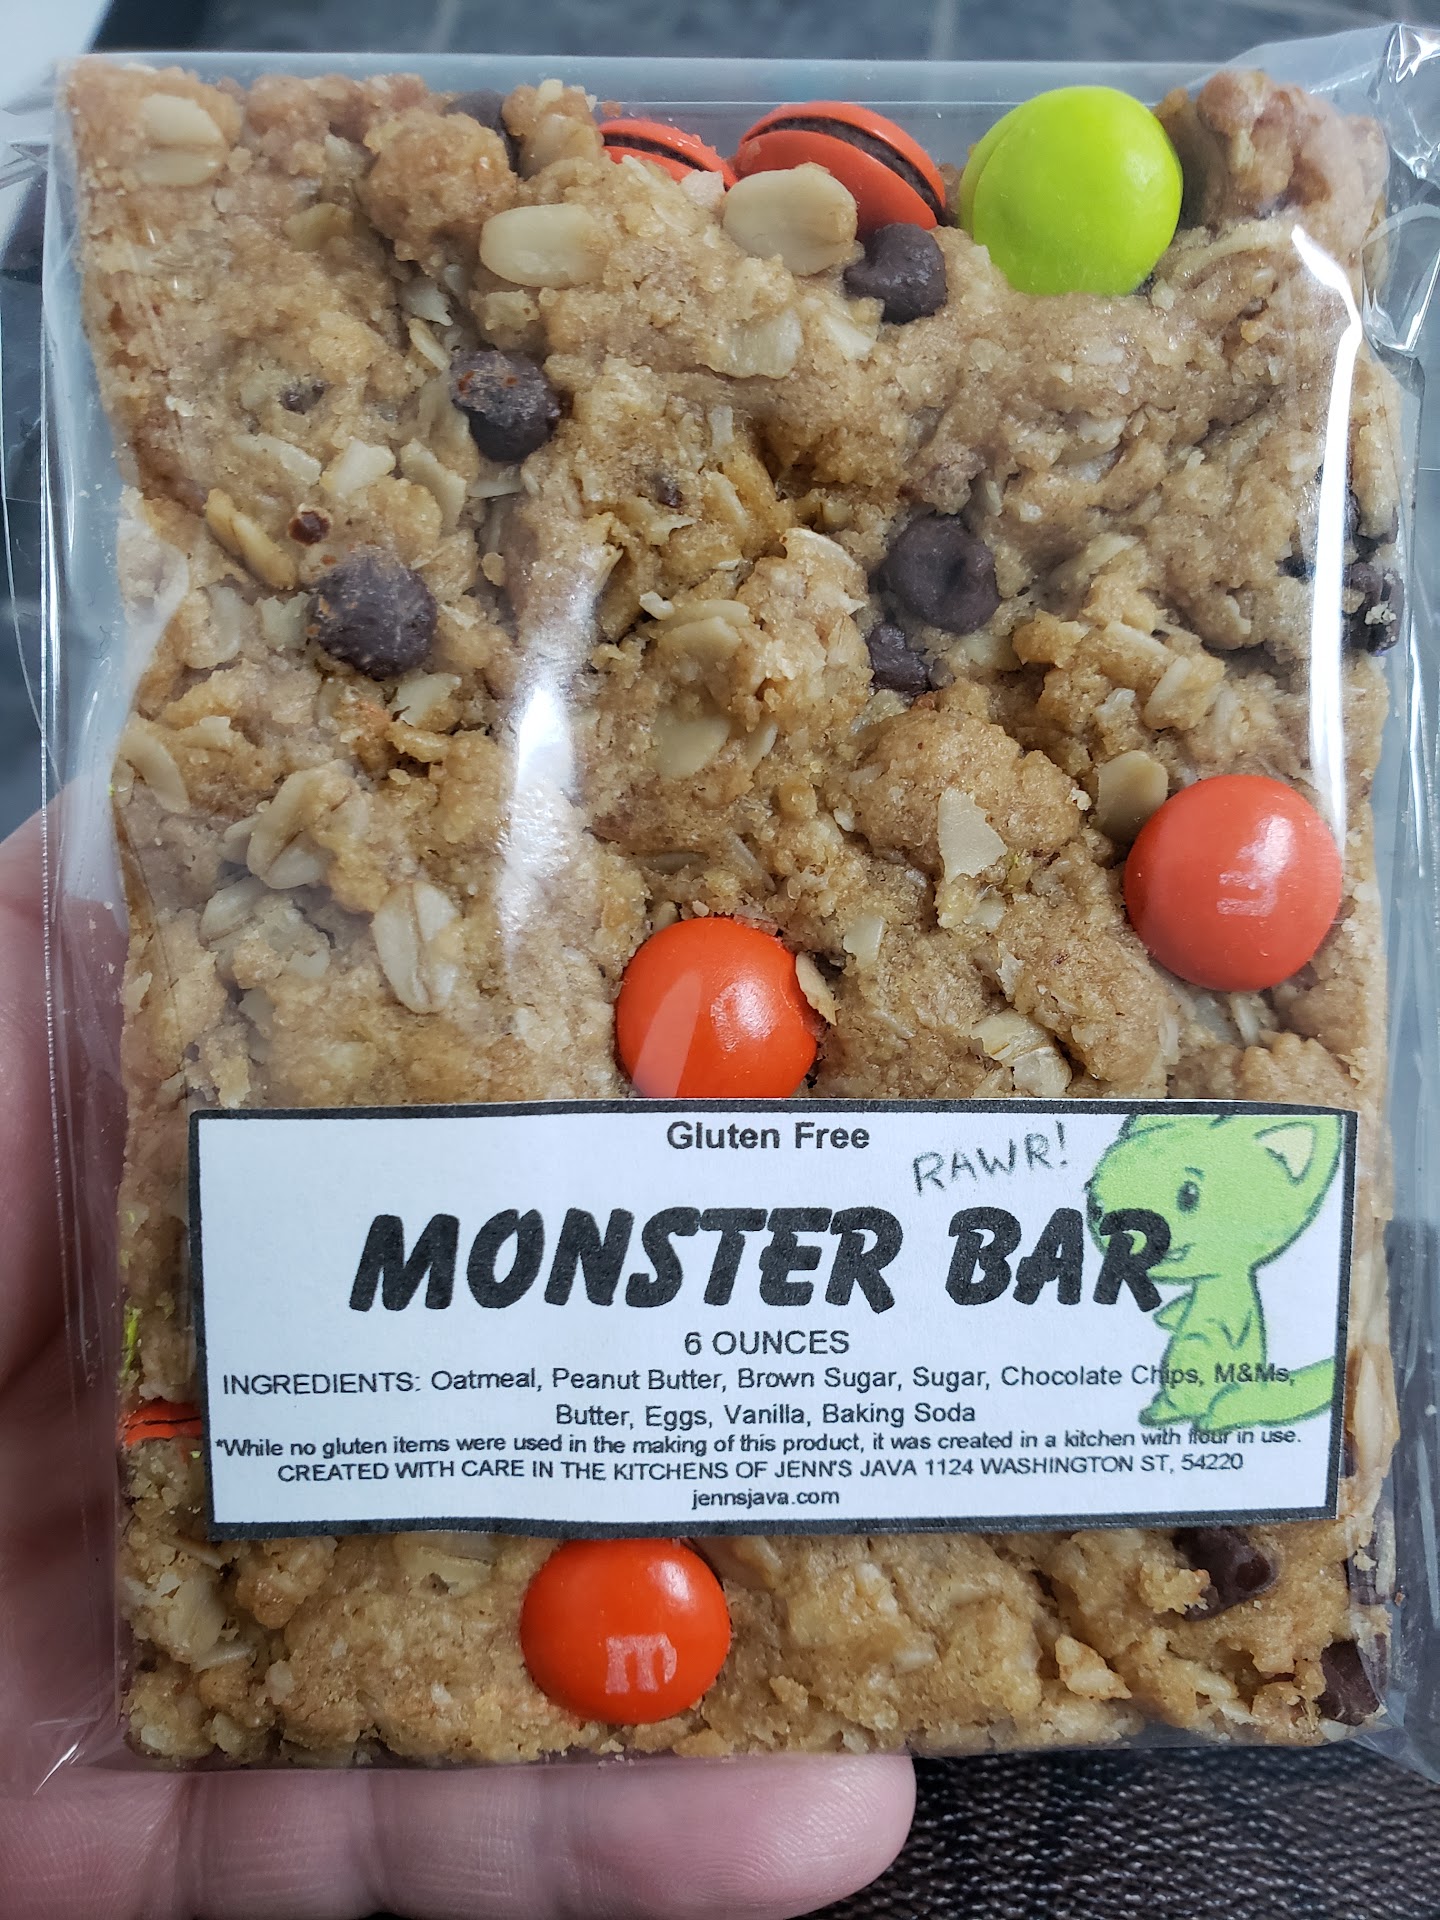 m
m
Gluten Free
RAWR!
MONSTER BAR
6 OUNCES
INGREDIENTS: Oatmeal, Peanut Butter, Brown Sugar, Sugar, Chocolate Chips, M&Ms,
Butter, Eggs, Vanilla, Baking Soda
*While no gluten items were used in the making of this product, it was created in a kitchen with flour in use.
CREATED WITH CARE IN THE KITCHENS OF JENN'S JAVA 1124 WASHINGTON ST, 54220
jennsjava.com